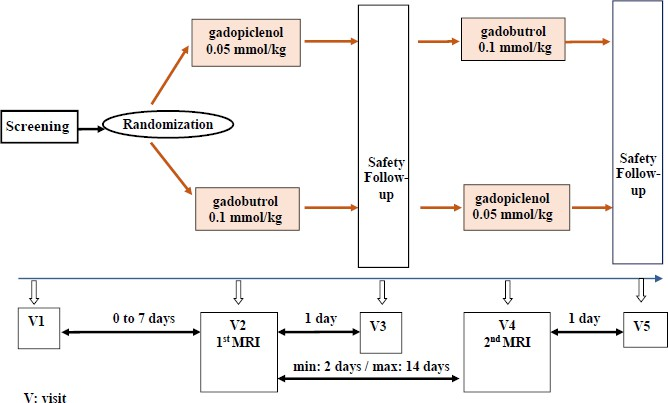 gadopiclenol
0.05 mmol/kg
gadobutrol
0.1 mmol/kg
Screening
Randomization
Safety
Follow-
up
Safety
Follow-
up
gadobutrol
0.1 mmol/kg
gadopiclenol
0.05 mmol/kg
V1
0 to 7 days
V2
1st MRI
1 day
V3
V4
2nd MRI
1 day
V5
min: 2 days / max: 14 days
V: visit